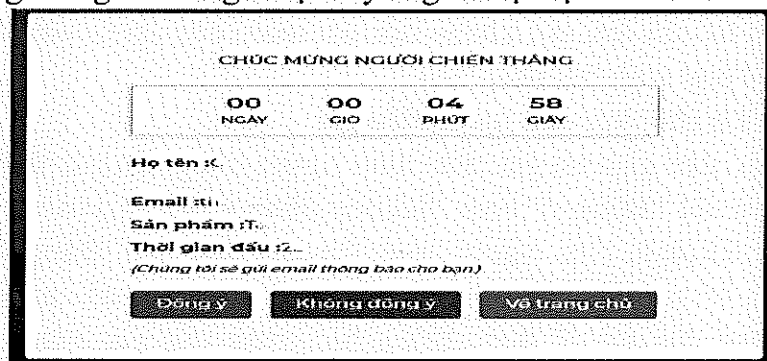 CHÚC MỪNG NGƯỜI CHIẾN THẮNG
00 00 04 58
NGÀY GIỜ PHÚT GIÂY
Họ tên :
Email :
Sản phẩm :
Thời gian đấu :2
(Chúng tôi sẽ gửi email thông báo cho bạn)
Đồng ý Không đồng ý Về trang chủ